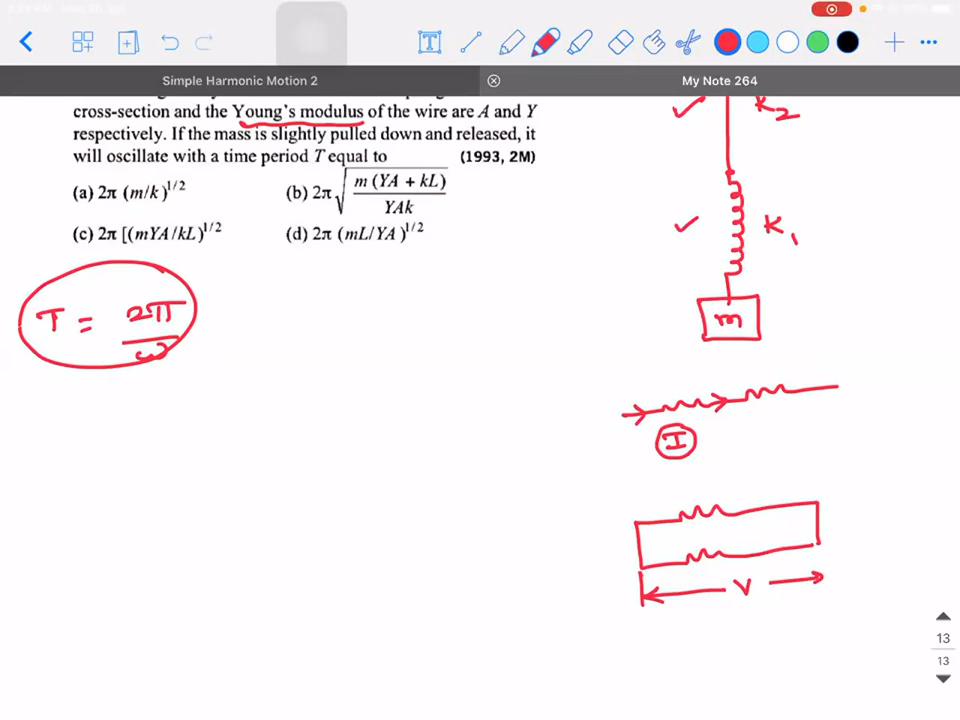 Simple Harmonic Motion 2
My Note 264
cross-section and the Young's modulus of the wire are A and Y
respectively. If the mass is slightly pulled down and released, it
will oscillate with a time period T equal to (1993, 2M)
(a) 2π (m/k)^1/2 (b) 2π √(m (YA + kL) / YAk)
(c) 2π [(mYA/kL)^1/2 (d) 2π (mL/YA)^1/2
T = 2π/ω
K2
K1
m
I
V
13
13